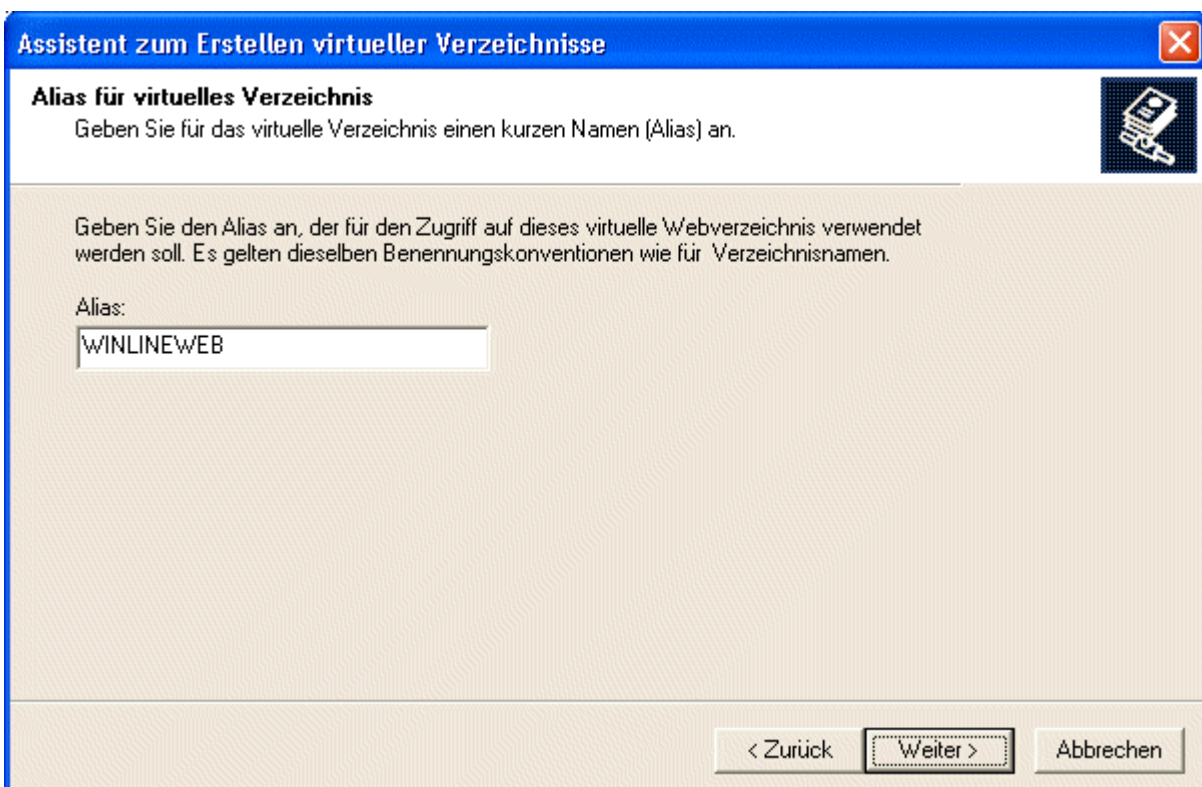 Assistent zum Erstellen virtueller Verzeichnisse
Alias für virtuelles Verzeichnis
Geben Sie für das virtuelle Verzeichnis einen kurzen Namen (Alias) an.
Geben Sie den Alias an, der für den Zugriff auf dieses virtuelle Webverzeichnis verwendet
werden soll. Es gelten dieselben Benennungskonventionen wie für Verzeichnisnamen.
Alias:
WINLINEWEB
< Zurück Weiter > Abbrechen